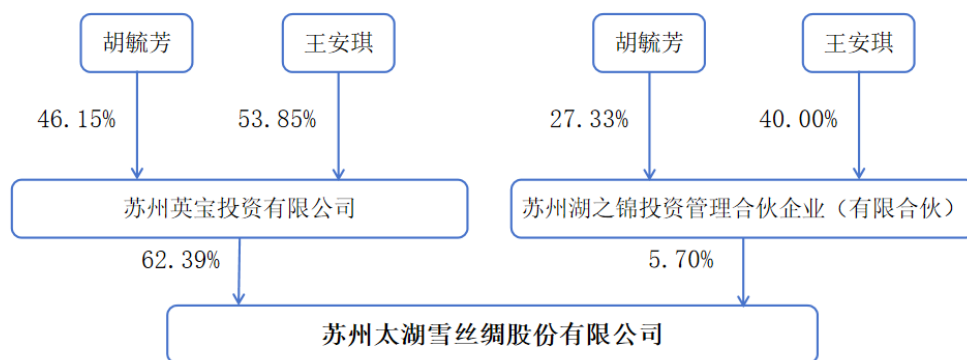 胡毓芳
王安琪
胡毓芳
王安琪
46.15%
53.85%
27.33%
40.00%
苏州英宝投资有限公司
苏州湖之锦投资管理合伙企业（有限合伙）
62.39%
5.70%
苏州太湖雪丝绸股份有限公司